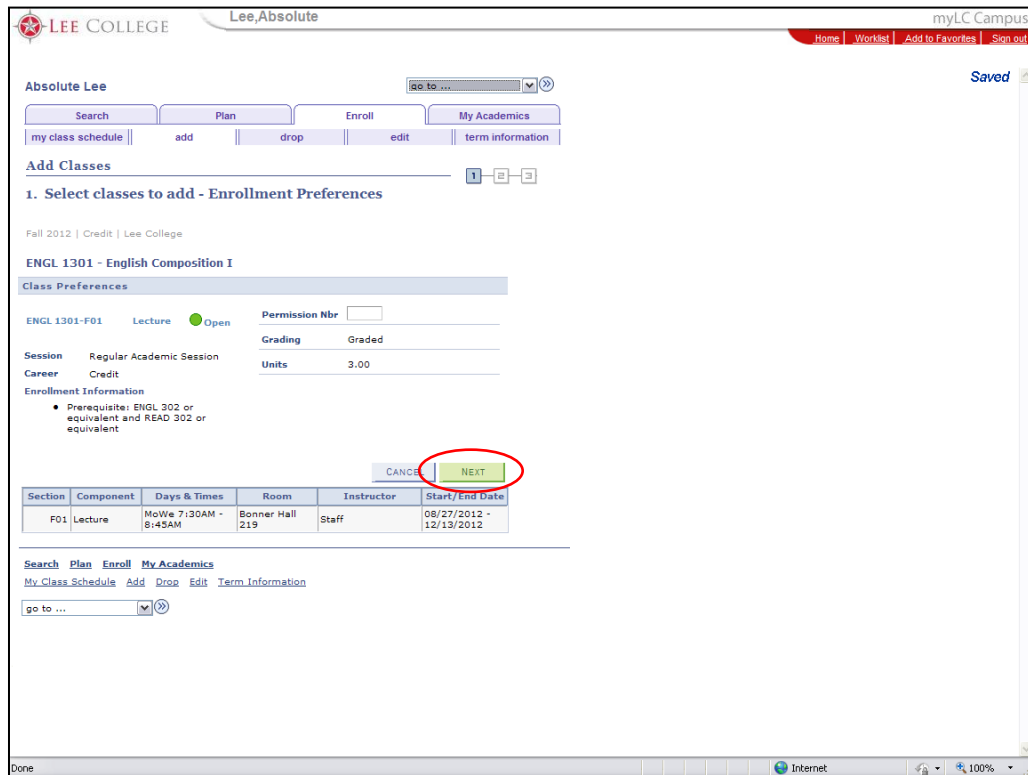 LEE COLLEGE
Lee,Absolute
myLC Campus
Home Worklist Add to Favorites Sign out
Saved
Absolute Lee
go to ...
Search Plan Enroll My Academics
my class schedule add drop edit term information
Add Classes
1 2 3
1. Select classes to add - Enrollment Preferences
Fall 2012 | Credit | Lee College
ENGL 1301 - English Composition I
Class Preferences
ENGL 1301-F01 Lecture Open
Permission Nbr
Grading Graded
Session Regular Academic Session
Units 3.00
Career Credit
Enrollment Information
Prerequisite: ENGL 302 or
equivalent and READ 302 or
equivalent
CANCEL NEXT
Section Component Days & Times Room Instructor Start/End Date
F01 Lecture MoWe 7:30AM - Bonner Hall Staff 08/27/2012 -
8:45AM 219 12/13/2012
Search Plan Enroll My Academics
My Class Schedule Add Drop Edit Term Information
go to ...
Done Internet 100%